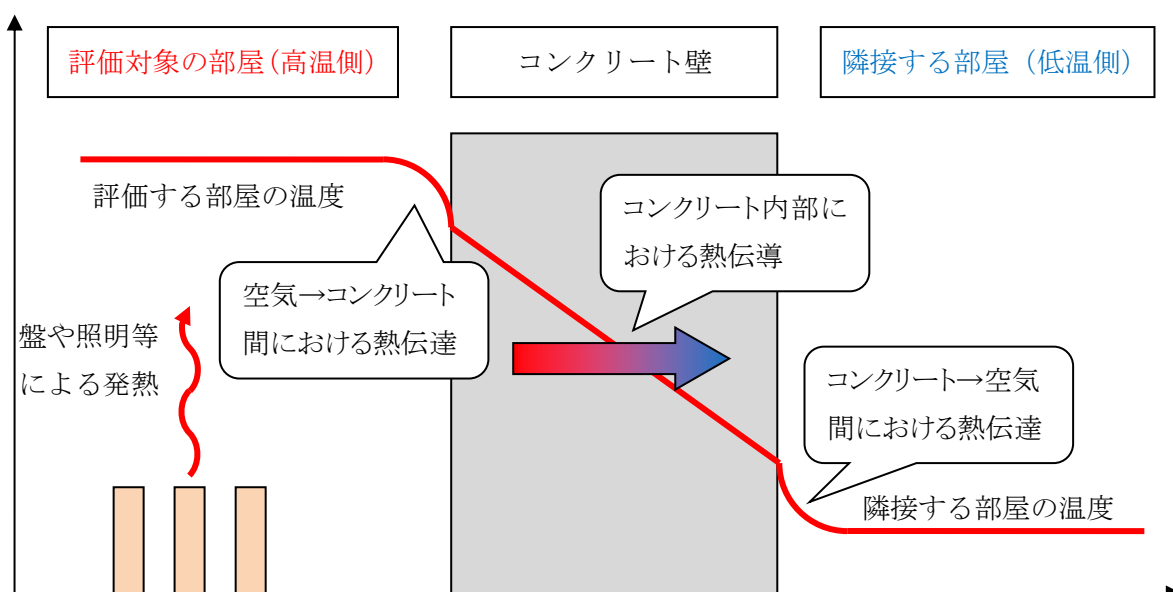 評価対象の部屋(高温側)
コンクリート壁
隣接する部屋（低温側）
評価する部屋の温度
コンクリート内部に
おける熱伝導
空気→コンクリート
間における熱伝達
盤や照明等
による発熱
コンクリート→空気
間における熱伝達
隣接する部屋の温度